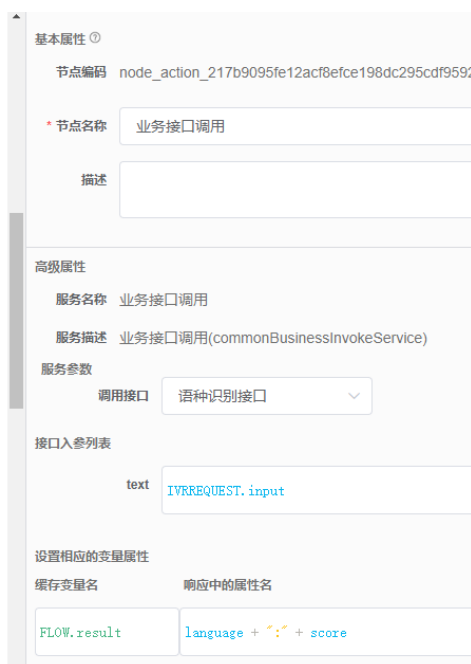 基本属性
节点编码 node_action_217b9095fe12acf8efce198dc295cdf9592
* 节点名称 业务接口调用
描述
高级属性
服务名称 业务接口调用
服务描述 业务接口调用(commonBusinessInvokeService)
服务参数
调用接口 语种识别接口
接口入参列表
text IVRREQUEST.input
设置相应的变量属性
缓存变量名 响应中的属性名
FLOW.result language + ":" + score